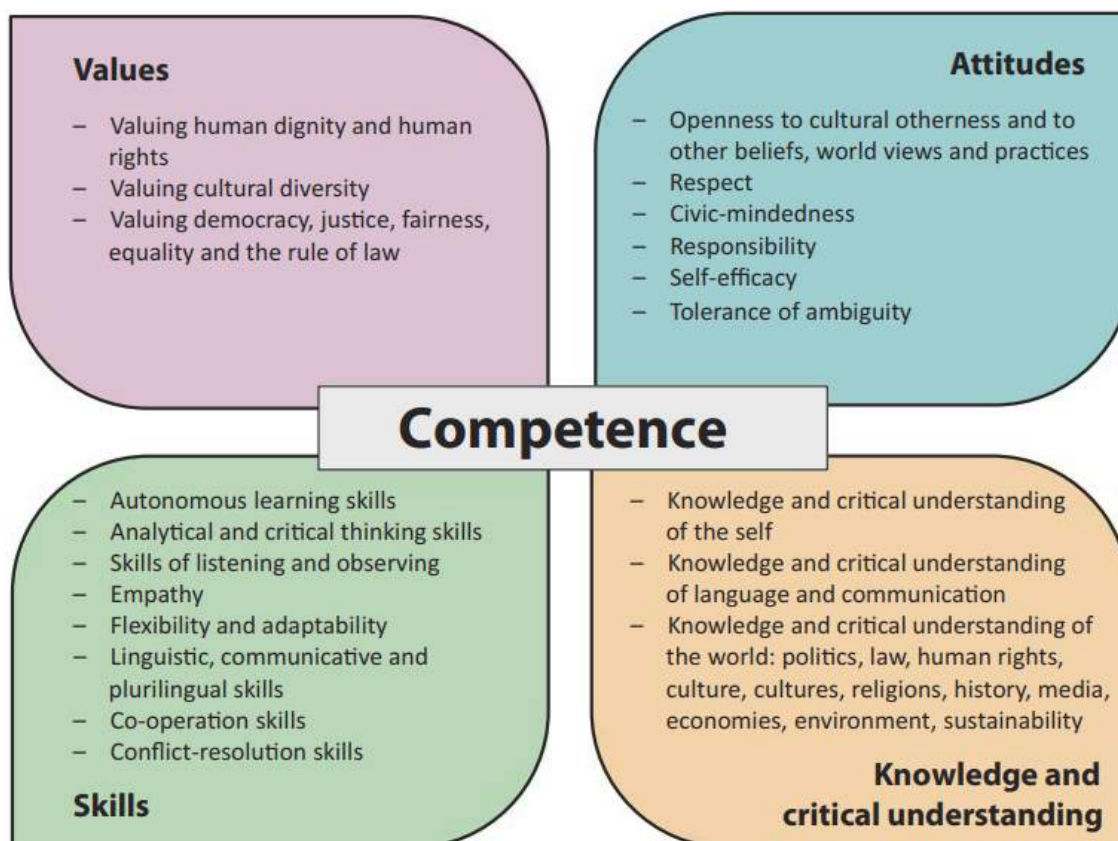 Values
– Valuing human dignity and human
rights
– Valuing cultural diversity
– Valuing democracy, justice, fairness,
equality and the rule of law
Attitudes
– Openness to cultural otherness and to
other beliefs, world views and practices
– Respect
– Civic-mindedness
– Responsibility
– Self-efficacy
– Tolerance of ambiguity
Competence
– Autonomous learning skills
– Analytical and critical thinking skills
– Skills of listening and observing
– Empathy
– Flexibility and adaptability
– Linguistic, communicative and
plurilingual skills
– Co-operation skills
– Conflict-resolution skills
Skills
– Knowledge and critical understanding
of the self
– Knowledge and critical understanding
of language and communication
– Knowledge and critical understanding of
the world: politics, law, human rights,
culture, cultures, religions, history, media,
economies, environment, sustainability
Knowledge and
critical understanding